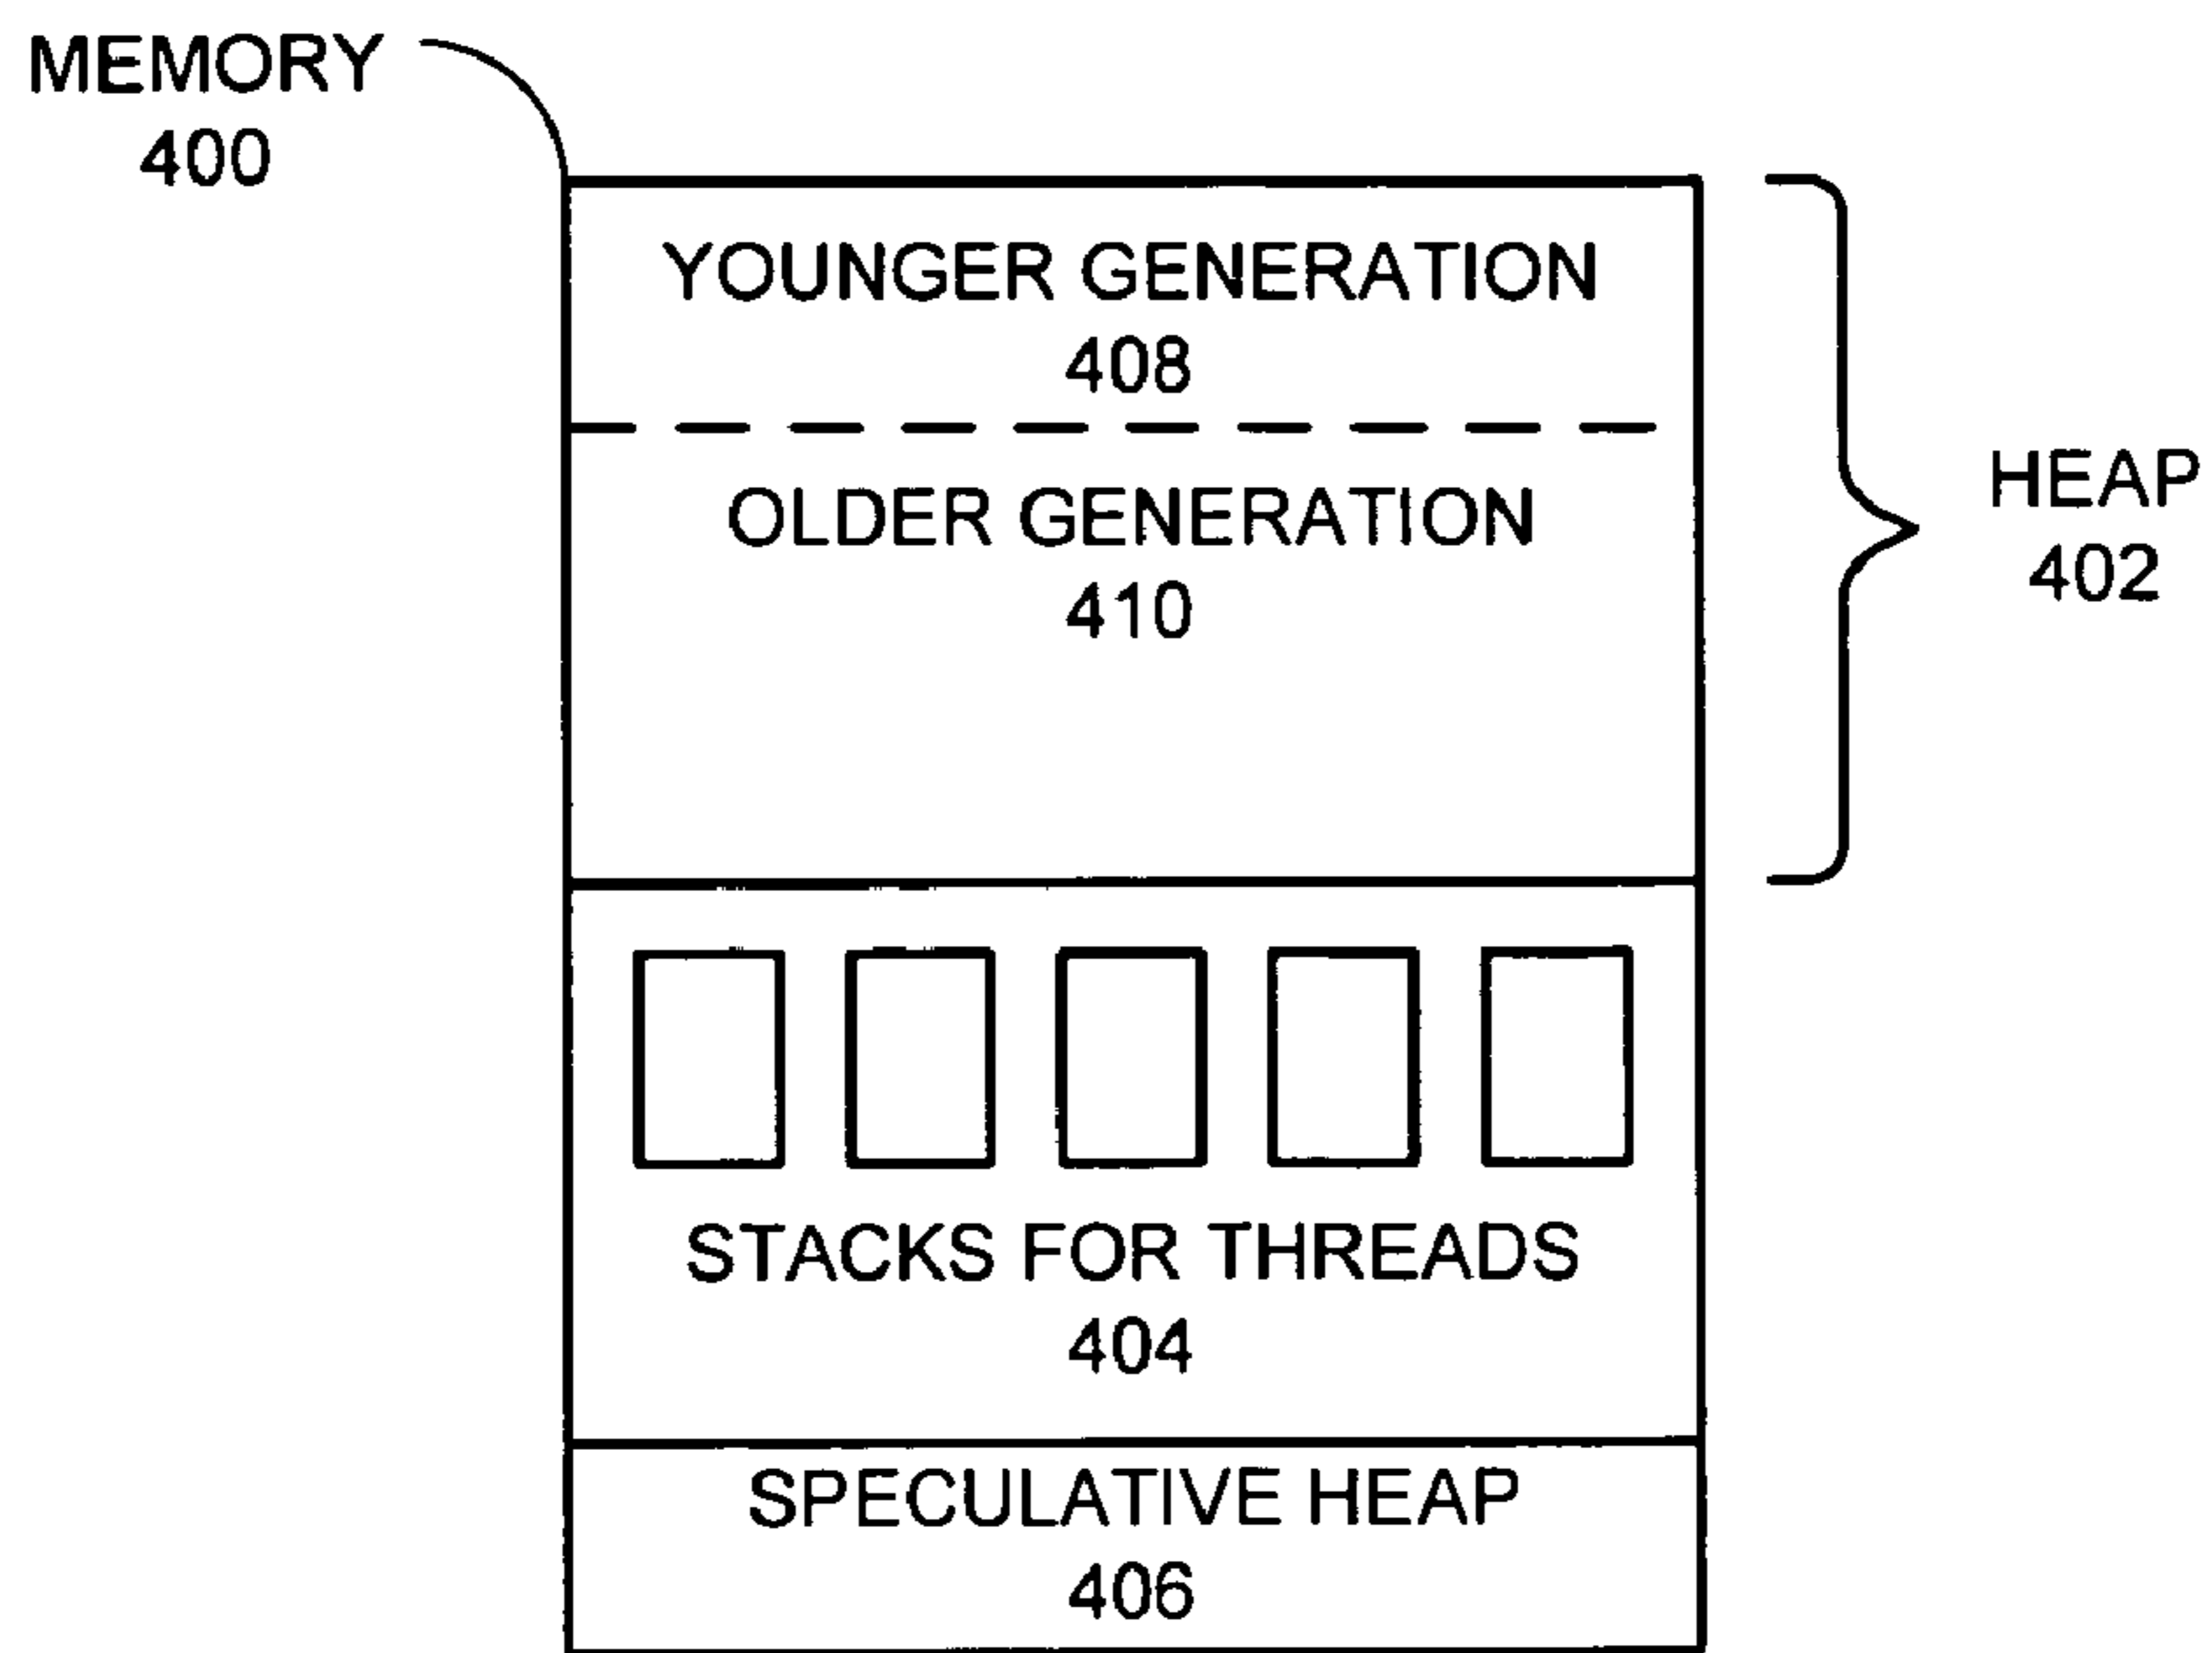 MEMORY
400
YOUNGER GENERATION
408
OLDER GENERATION
410
HEAP
402
STACKS FOR THREADS
404
SPECULATIVE HEAP
406